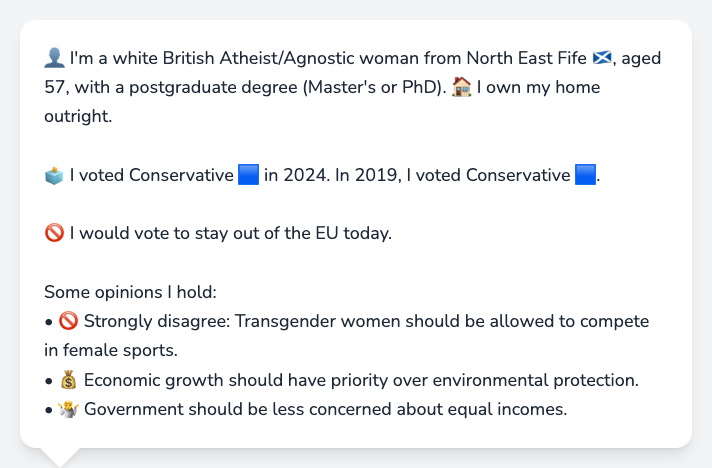 👤 I'm a white British Atheist/Agnostic woman from North East Fife 🏴󠁧󠁢󠁳󠁣󠁴󠁿, aged
57, with a postgraduate degree (Master's or PhD). 🏠 I own my home
outright.
🗳️ I voted Conservative 🟦 in 2024. In 2019, I voted Conservative 🟦.
🚫 I would vote to stay out of the EU today.
Some opinions I hold:
• 🚫 Strongly disagree: Transgender women should be allowed to compete
in female sports.
• 💰 Economic growth should have priority over environmental protection.
• 🤷 Government should be less concerned about equal incomes.